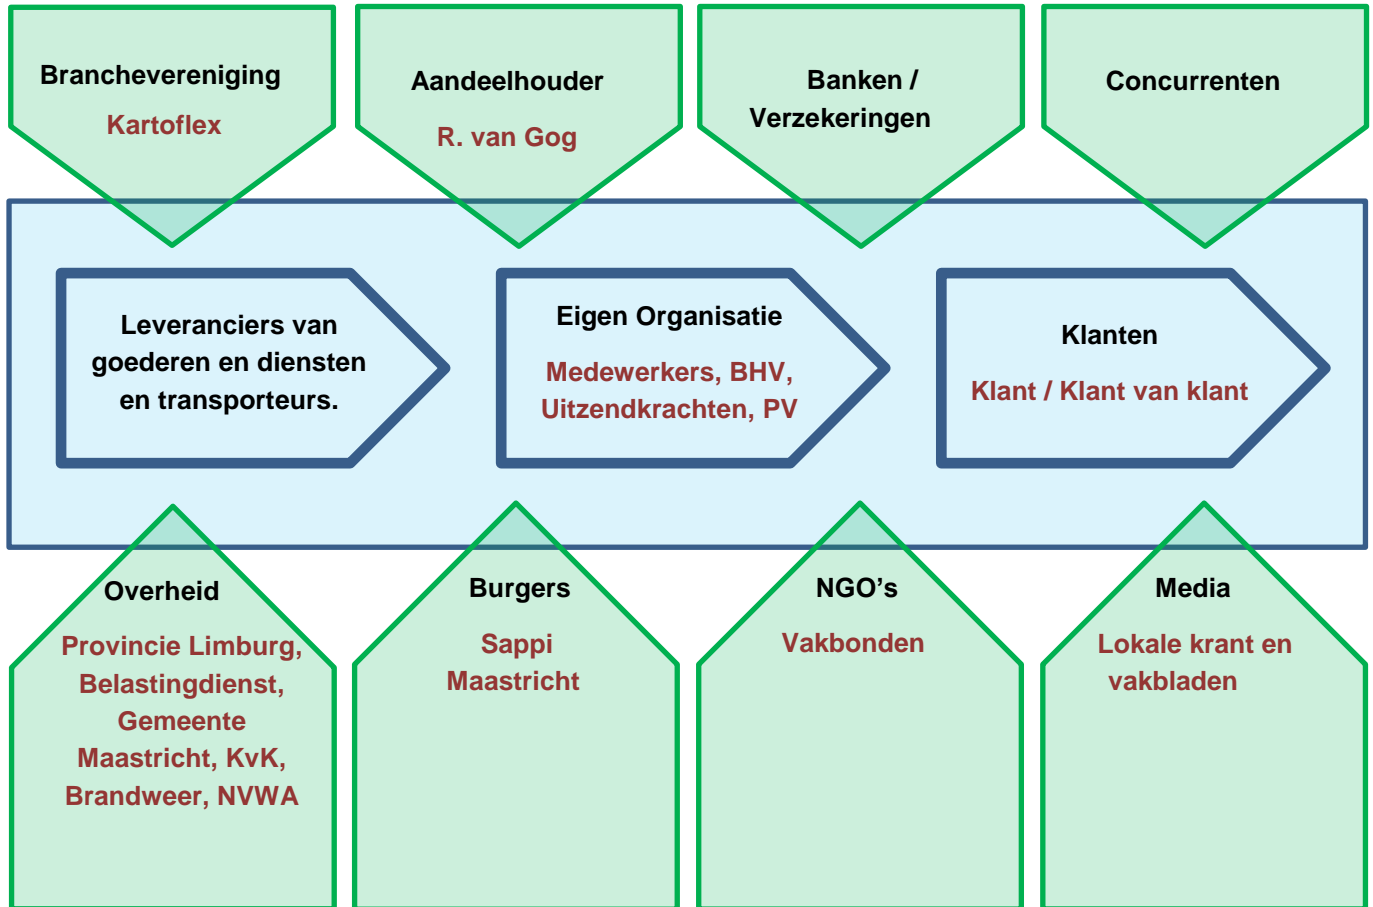 Branchevereniging
Kartoflex
Aandeelhouder
R. van Gog
Banken /
Verzekeringen
Concurrenten
Leveranciers van
goederen en diensten
en transporteurs.
Eigen Organisatie
Medewerkers, BHV,
Uitzendkrachten, PV
Klanten
Klant / Klant van klant
Overheid
Provincie Limburg,
Belastingdienst,
Gemeente
Maastricht, KvK,
Brandweer, NVWA
Burgers
Sappi
Maastricht
NGO’s
Vakbonden
Media
Lokale krant en
vakbladen